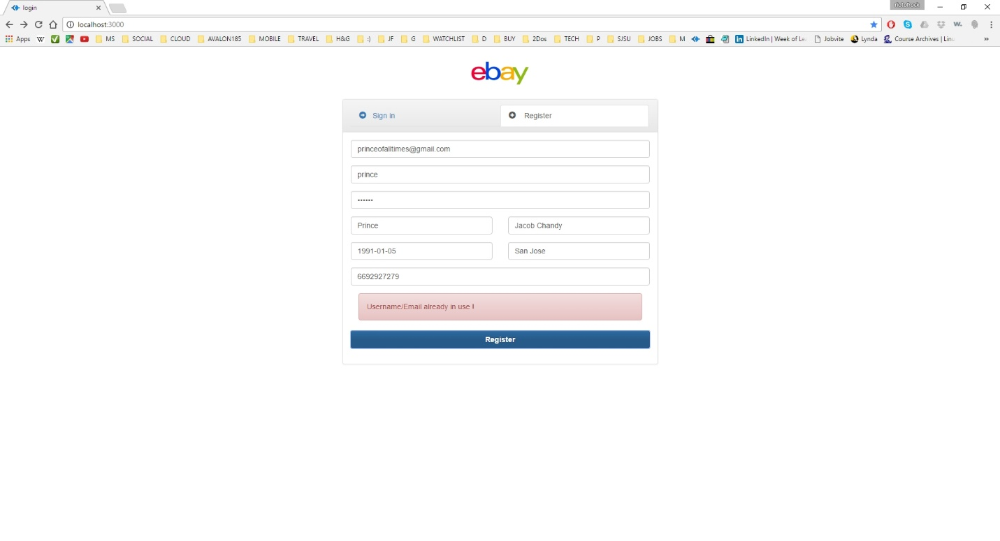 login
notofrock
localhost:3000
Apps MS SOCIAL CLOUD AVALON185 MOBILE TRAVEL H&G :) JF G WATCHLIST D BUY 2Dos TECH P SJSU JOBS M LinkedIn | Week of Le Jobvite Lynda Course Archives | Linu »
ebay
Sign in Register
princeofalltimes@gmail.com
prince
••••••
Prince Jacob Chandy
1991-01-05 San Jose
6692927279
Username/Email already in use !
Register